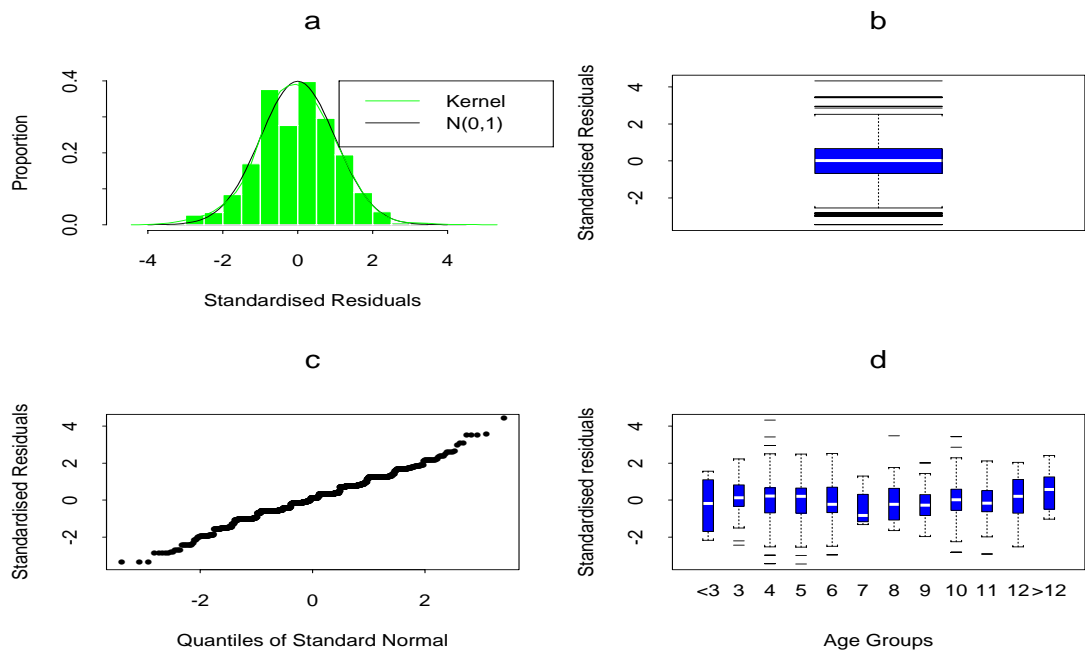 a
Proportion
0.0 0.2 0.4
Kernel
N(0,1)
-4 -2 0 2 4
Standardised Residuals
b
Standardised Residuals
-2 0 2 4
c
Standardised Residuals
-2 0 2 4
-2 0 2
Quantiles of Standard Normal
d
Standardised residuals
-2 0 2 4
<3 3 4 5 6 7 8 9 10 11 12 >12
Age Groups